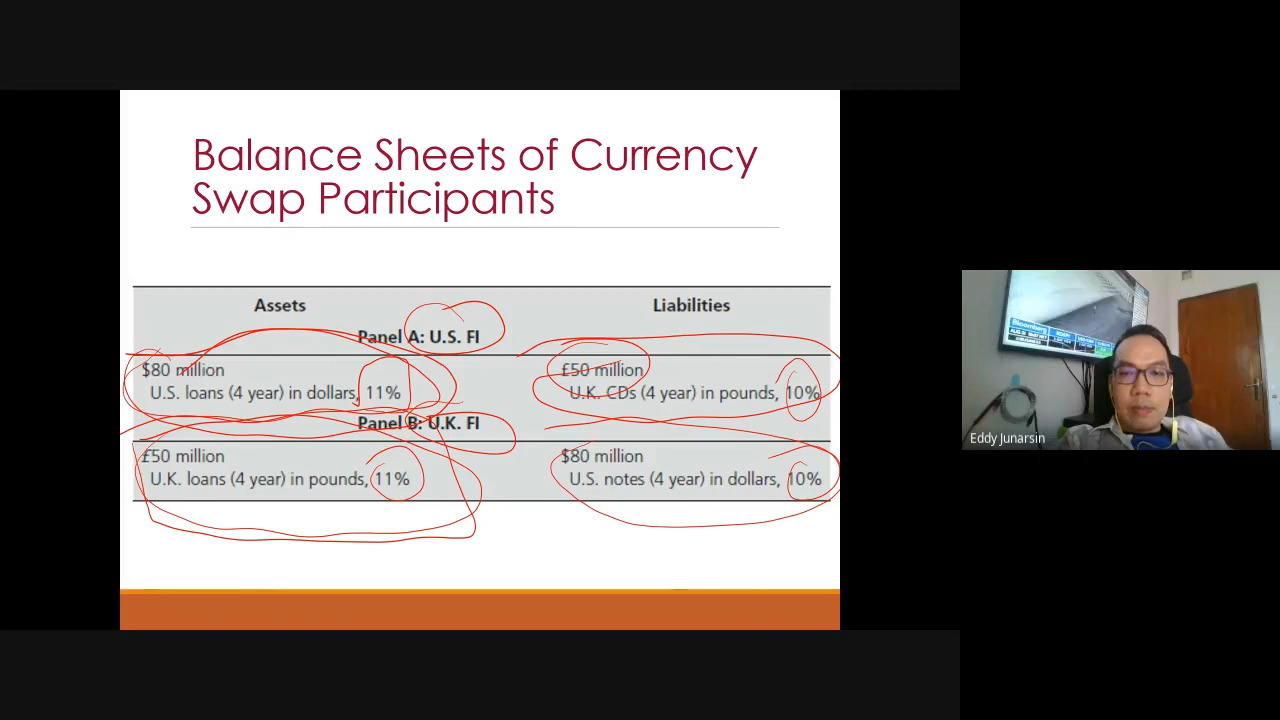 Balance Sheets of Currency
Swap Participants
Assets Liabilities
Panel A: U.S. FI
$80 million £50 million
U.S. loans (4 year) in dollars, 11% U.K. CDs (4 year) in pounds, 10%
Panel B: U.K. FI
£50 million $80 million
U.K. loans (4 year) in pounds, 11% U.S. notes (4 year) in dollars, 10%
Bloomberg
Eddy Junarsin